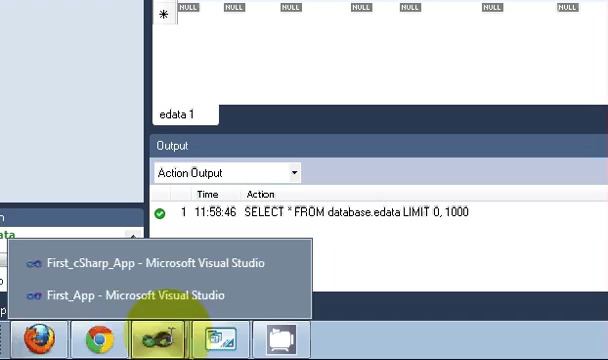 NULL NULL NULL NULL NULL NULL NULL
edata 1
Output
Action Output
Time Action
1 11:58:46 SELECT * FROM database.edata LIMIT 0, 1000
First_cSharp_App - Microsoft Visual Studio
First_App - Microsoft Visual Studio